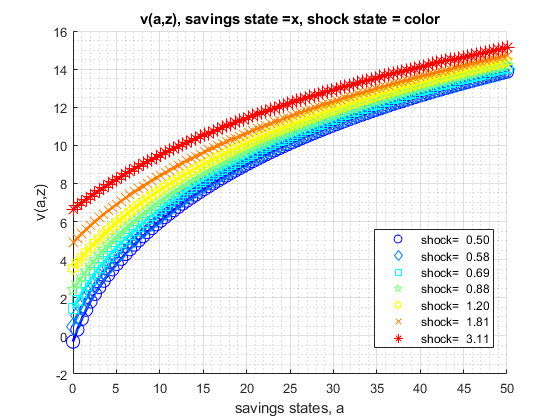 v(a,z), savings state =x, shock state = color
16
14
12
10
8
6
4
2
0
-2
v(a,z)
0 5 10 15 20 25 30 35 40 45 50
savings states, a
shock= 0.50
shock= 0.58
shock= 0.69
shock= 0.88
shock= 1.20
shock= 1.81
shock= 3.11